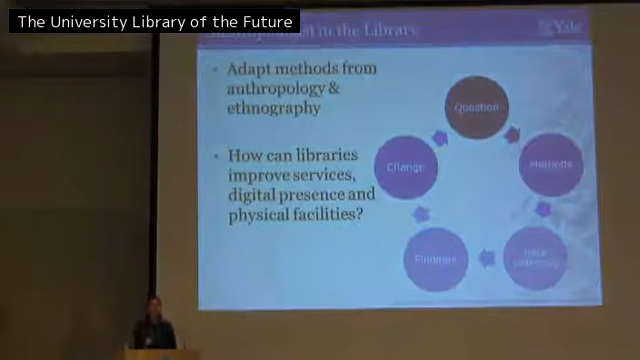 The University Library of the Future
in the Library
Yale
• Adapt methods from
anthropology &
ethnography
• How can libraries
improve services,
digital presence and
physical facilities?
Question
Methods
Findings
Change